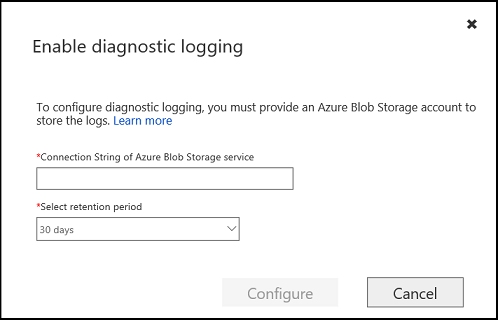 Enable diagnostic logging
To configure diagnostic logging, you must provide an Azure Blob Storage account to
store the logs. Learn more
*Connection String of Azure Blob Storage service
*Select retention period
30 days
Configure Cancel